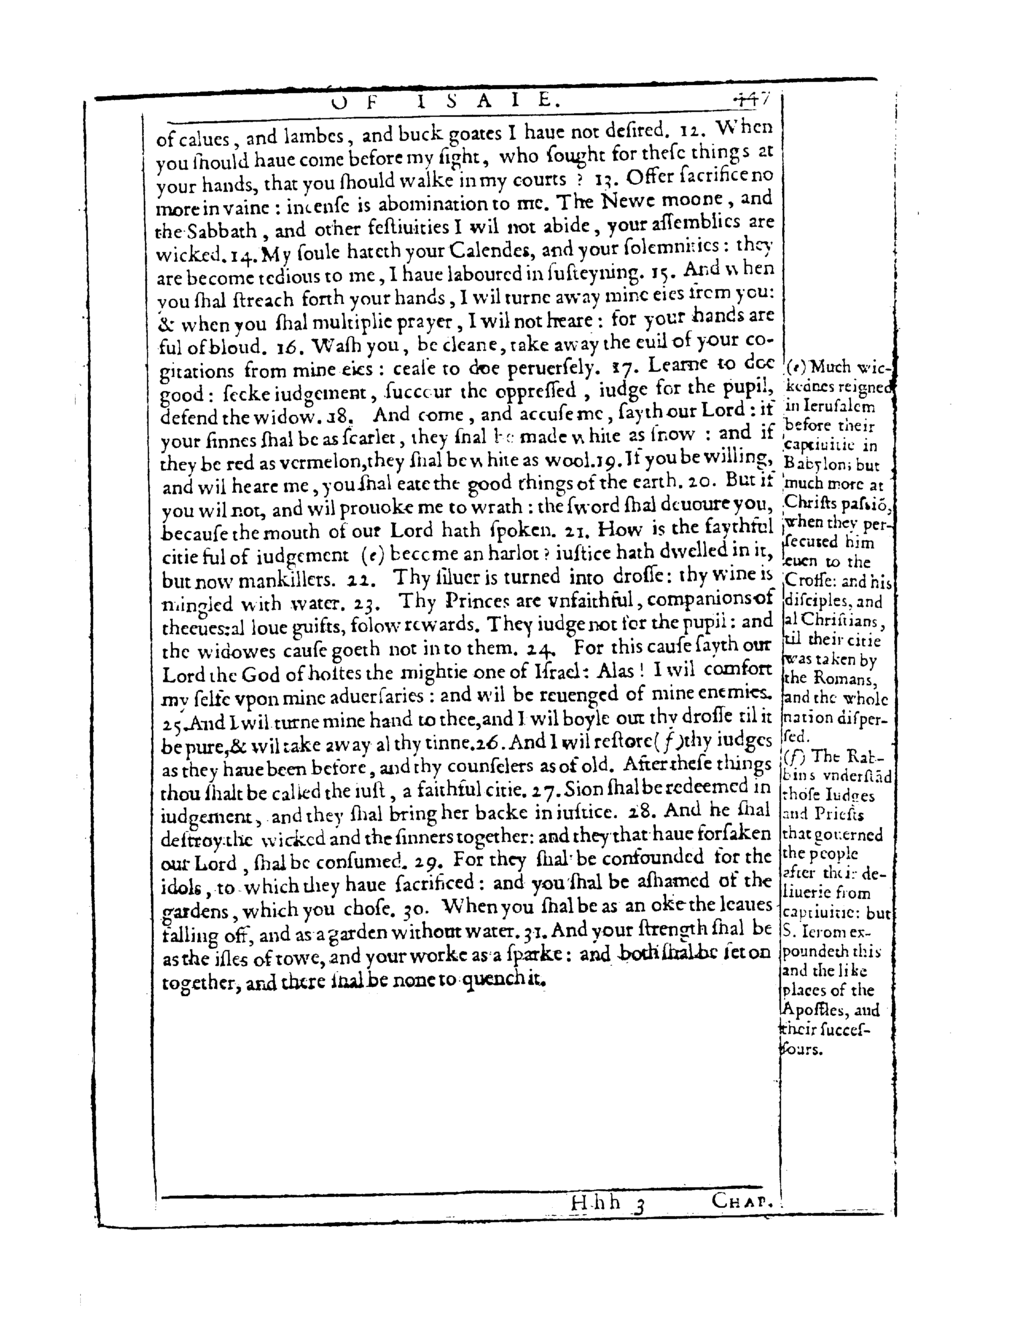 OF ISAIE. 447
of calues, and lambes, and buck goates I haue not deſired. 12. When
you ſhould haue come before my ſight, who ſought for theſe things at
your hands, that you ſhould walke in my courts ? 13. Offer ſacrifice no
more in vaine : incenſe is abomination to me. The Newe moone, and
the Sabbath, and other feſtiuities I wil not abide, your aſſemblies are
wicked. 14. My ſoule hateth your Calendes, and your ſolemnities : they
are become tedious to me, I haue laboured in ſuſteyning. 15. And when
you ſhal ſtreach forth your hands, I wil turne away mine eies from you:
& when you ſhal multiplie prayer, I wil not heare : for your hands are
ful of bloud. 16. Waſh you, be cleane, take away the euil of your co-
gitations from mine eies : ceaſe to doe peruerſely. 17. Learne to doe
good : ſeeke iudgement, ſuccour the oppreſſed, iudge for the pupil,
defend the widow. 18. And come, and accuſe me, ſayth our Lord : if
your ſinnes ſhal be as ſcarlet, they ſhal be made white as ſnow : and if
they be red as vermelon, they ſhal be white as wool. 19. If you be willing,
and wil heare me, you ſhal eate the good things of the earth. 20. But if
you wil not, and wil prouoke me to wrath : the ſword ſhal deuoure you,
becauſe the mouth of our Lord hath ſpoken. 21. How is the faythful
citie ful of iudgement (e) become an harlot ? iuſtice hath dwelled in it,
but now mankillers. 22. Thy ſiluer is turned into droſſe : thy wine is
mingled with water. 23. Thy Princes are vnfaithful, companions of
theeues: al loue guifts, folow rewards. They iudge not for the pupil : and
the widowes cauſe goeth not in to them. 24. For this cauſe ſayth our
Lord the God of hoſtes the mightie one of Iſrael : Alas ! I wil comfort
my ſelfe vpon mine aduerſaries : and wil be reuenged of mine enemies.
25. And I wil turne mine hand to thee, and I wil boyle out thy droſſe til it
be pure, & wil take away al thy tinne. 26. And I wil reſtore (f) thy iudges
as they haue been before, and thy counſelers as of old. After theſe things
thou ſhalt be called the iuſt, a faithful citie. 27. Sion ſhal be redeemed in
iudgement, and they ſhal bring her backe in iuſtice. 28. And he ſhal
deſtroy the wicked and the ſinners together: and they that haue forſaken
our Lord, ſhal be conſumed. 29. For they ſhal be confounded for the
idols, to which they haue ſacrificed : and you ſhal be aſhamed of the
gardens, which you choſe. 30. When you ſhal be as an oke the leaues
falling off, and as a garden without water. 31. And your ſtrength ſhal be
as the iſles of towe, and your worke as a ſparke : and both ſhal be ſet on
together, and there ſhal be none to quench it.
(e) Much wic-
kednes reigned
in Ieruſalem
before their
captiuitie in
Babylon; but
much more at
Chriſts paſsiō,
when they per-
ſecuted him
euen to the
Croſſe: and his
diſciples, and
al Chriſtians,
til their citie
was taken by
the Romans,
and the whole
nation diſper-
ſed.
(f) The Rab-
bins vnderſtād
thoſe Iudges
and Prieſts
that gouerned
the people
after their de-
liuerie from
captiuitie: but
S. Ierom ex-
poundeth this
and the like
places of the
Apoſtles, and
their ſucceſ-
ſours.
Hhh 3 CHAP.